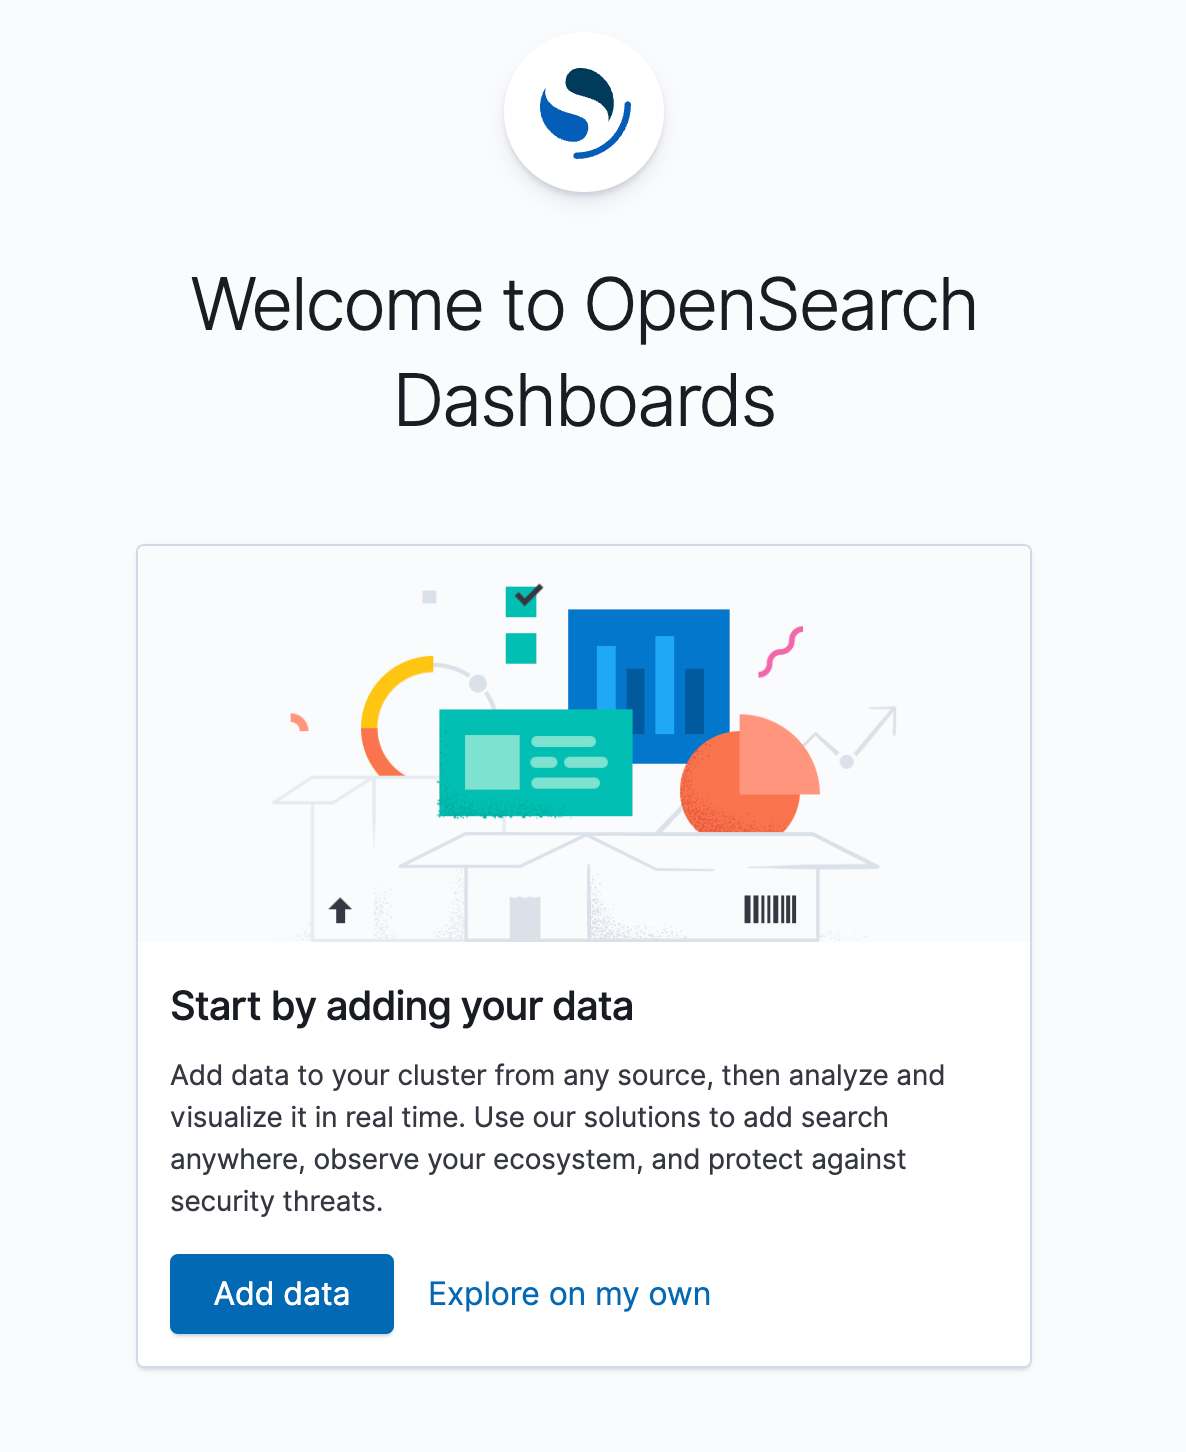 Welcome to OpenSearch
Dashboards
Start by adding your data
Add data to your cluster from any source, then analyze and
visualize it in real time. Use our solutions to add search
anywhere, observe your ecosystem, and protect against
security threats.
Add data
Explore on my own